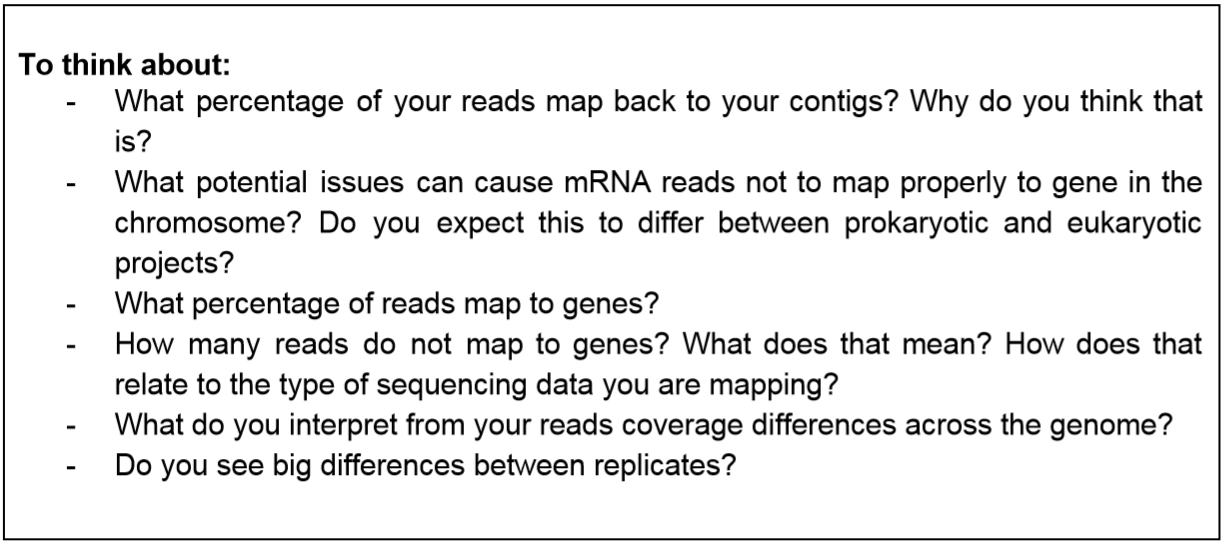 To think about:
- What percentage of your reads map back to your contigs? Why do you think that
is?
- What potential issues can cause mRNA reads not to map properly to gene in the
chromosome? Do you expect this to differ between prokaryotic and eukaryotic
projects?
- What percentage of reads map to genes?
- How many reads do not map to genes? What does that mean? How does that
relate to the type of sequencing data you are mapping?
- What do you interpret from your reads coverage differences across the genome?
- Do you see big differences between replicates?